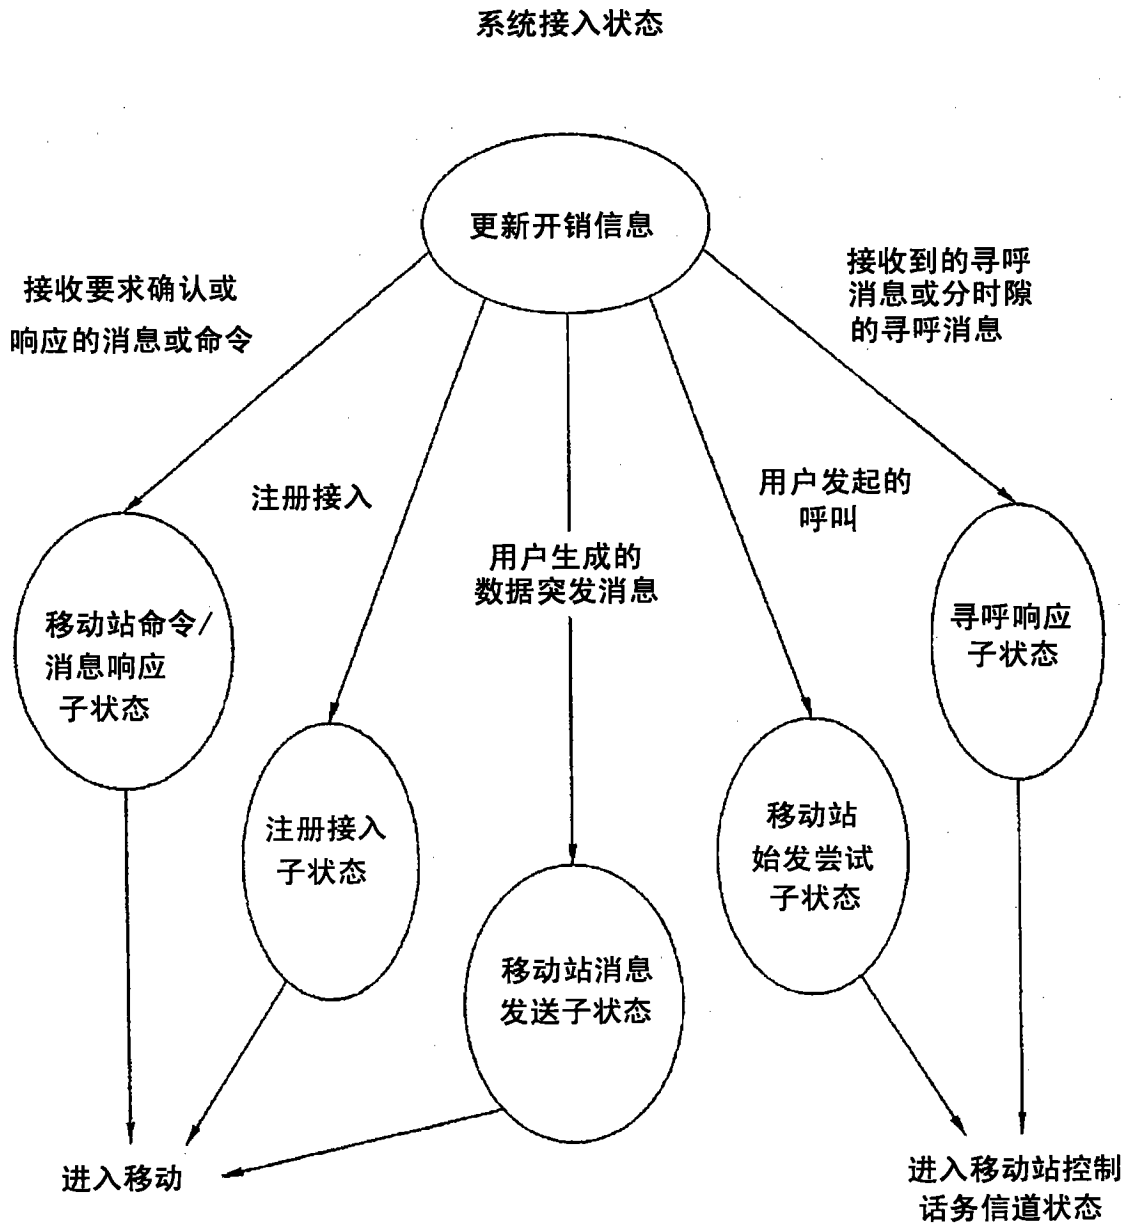 系统接入状态
更新开销信息
接收要求确认或
响应的消息或命令
接收到的寻呼
消息或分时隙
的寻呼消息
注册接入
用户发起的
呼叫
用户生成的
数据突发消息
移动站命令/
消息响应
子状态
寻呼响应
子状态
注册接入
子状态
移动站
始发尝试
子状态
移动站消息
发送子状态
进入移动
进入移动站控制
话务信道状态